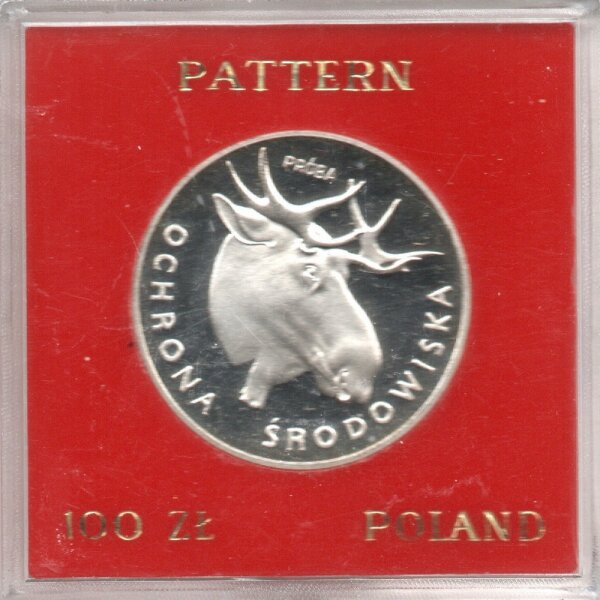 PATTERN
PRÓBA
OCHRONA ŚRODOWISKA
100 ZŁ POLAND